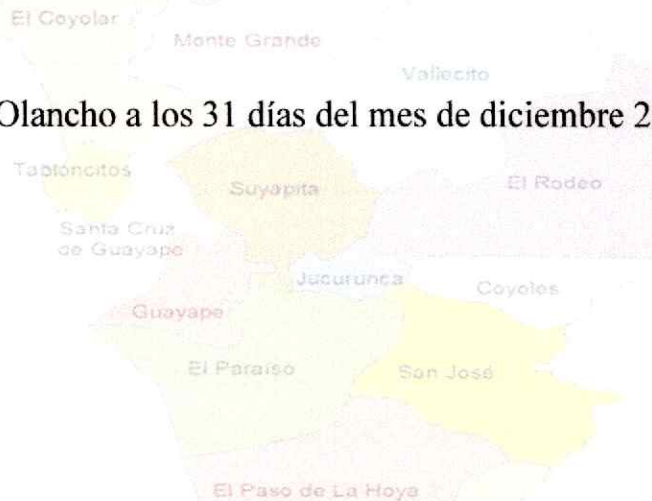 El Coyolar
Monte Grande
Vallecito
Olancho a los 31 días del mes de diciembre 2
Tabloncitos
Suyapita
El Rodeo
Santa Cruz
de Guayape
Jucurunca
Coyoles
Guayape
El Paraíso
San José
El Paso de La Hoya